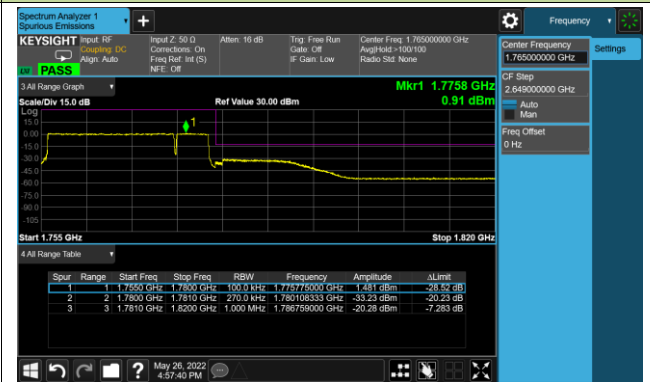 Spectrum Analyzer 1
Spurious Emissions
Frequency
KEYSIGHT
Input: RF
Coupling: DC
Align: Auto
Input Z: 50 Ω
Corrections: On
Freq Ref: Int (S)
NFE: Off
Atten: 16 dB
Trig: Free Run
Gate: Off
IF Gain: Low
Center Freq: 1.765000000 GHz
Avg|Hold:>100/100
Radio Std: None
PASS
Center Frequency
1.765000000 GHz
Settings
CF Step
2.649000000 GHz
Auto
Man
Freq Offset
0 Hz
3 All Range Graph
Mkr1 1.7758 GHz
Scale/Div 15.0 dB
Ref Value 30.00 dBm
0.91 dBm
Log
15.0
0.00
-15.0
-30.0
-45.0
-60.0
-75.0
-90.0
-105
1
Start 1.755 GHz
Stop 1.820 GHz
4 All Range Table
Spur Range Start Freq Stop Freq RBW Frequency Amplitude ΔLimit
1 1 1.7550 GHz 1.7800 GHz 100.0 kHz 1.775775000 GHz 1.481 dBm -28.52 dB
2 2 1.7800 GHz 1.7810 GHz 270.0 kHz 1.780108333 GHz -33.23 dBm -20.23 dB
3 3 1.7810 GHz 1.8200 GHz 1.000 MHz 1.786759000 GHz -20.28 dBm -7.283 dB
May 26, 2022
4:57:40 PM